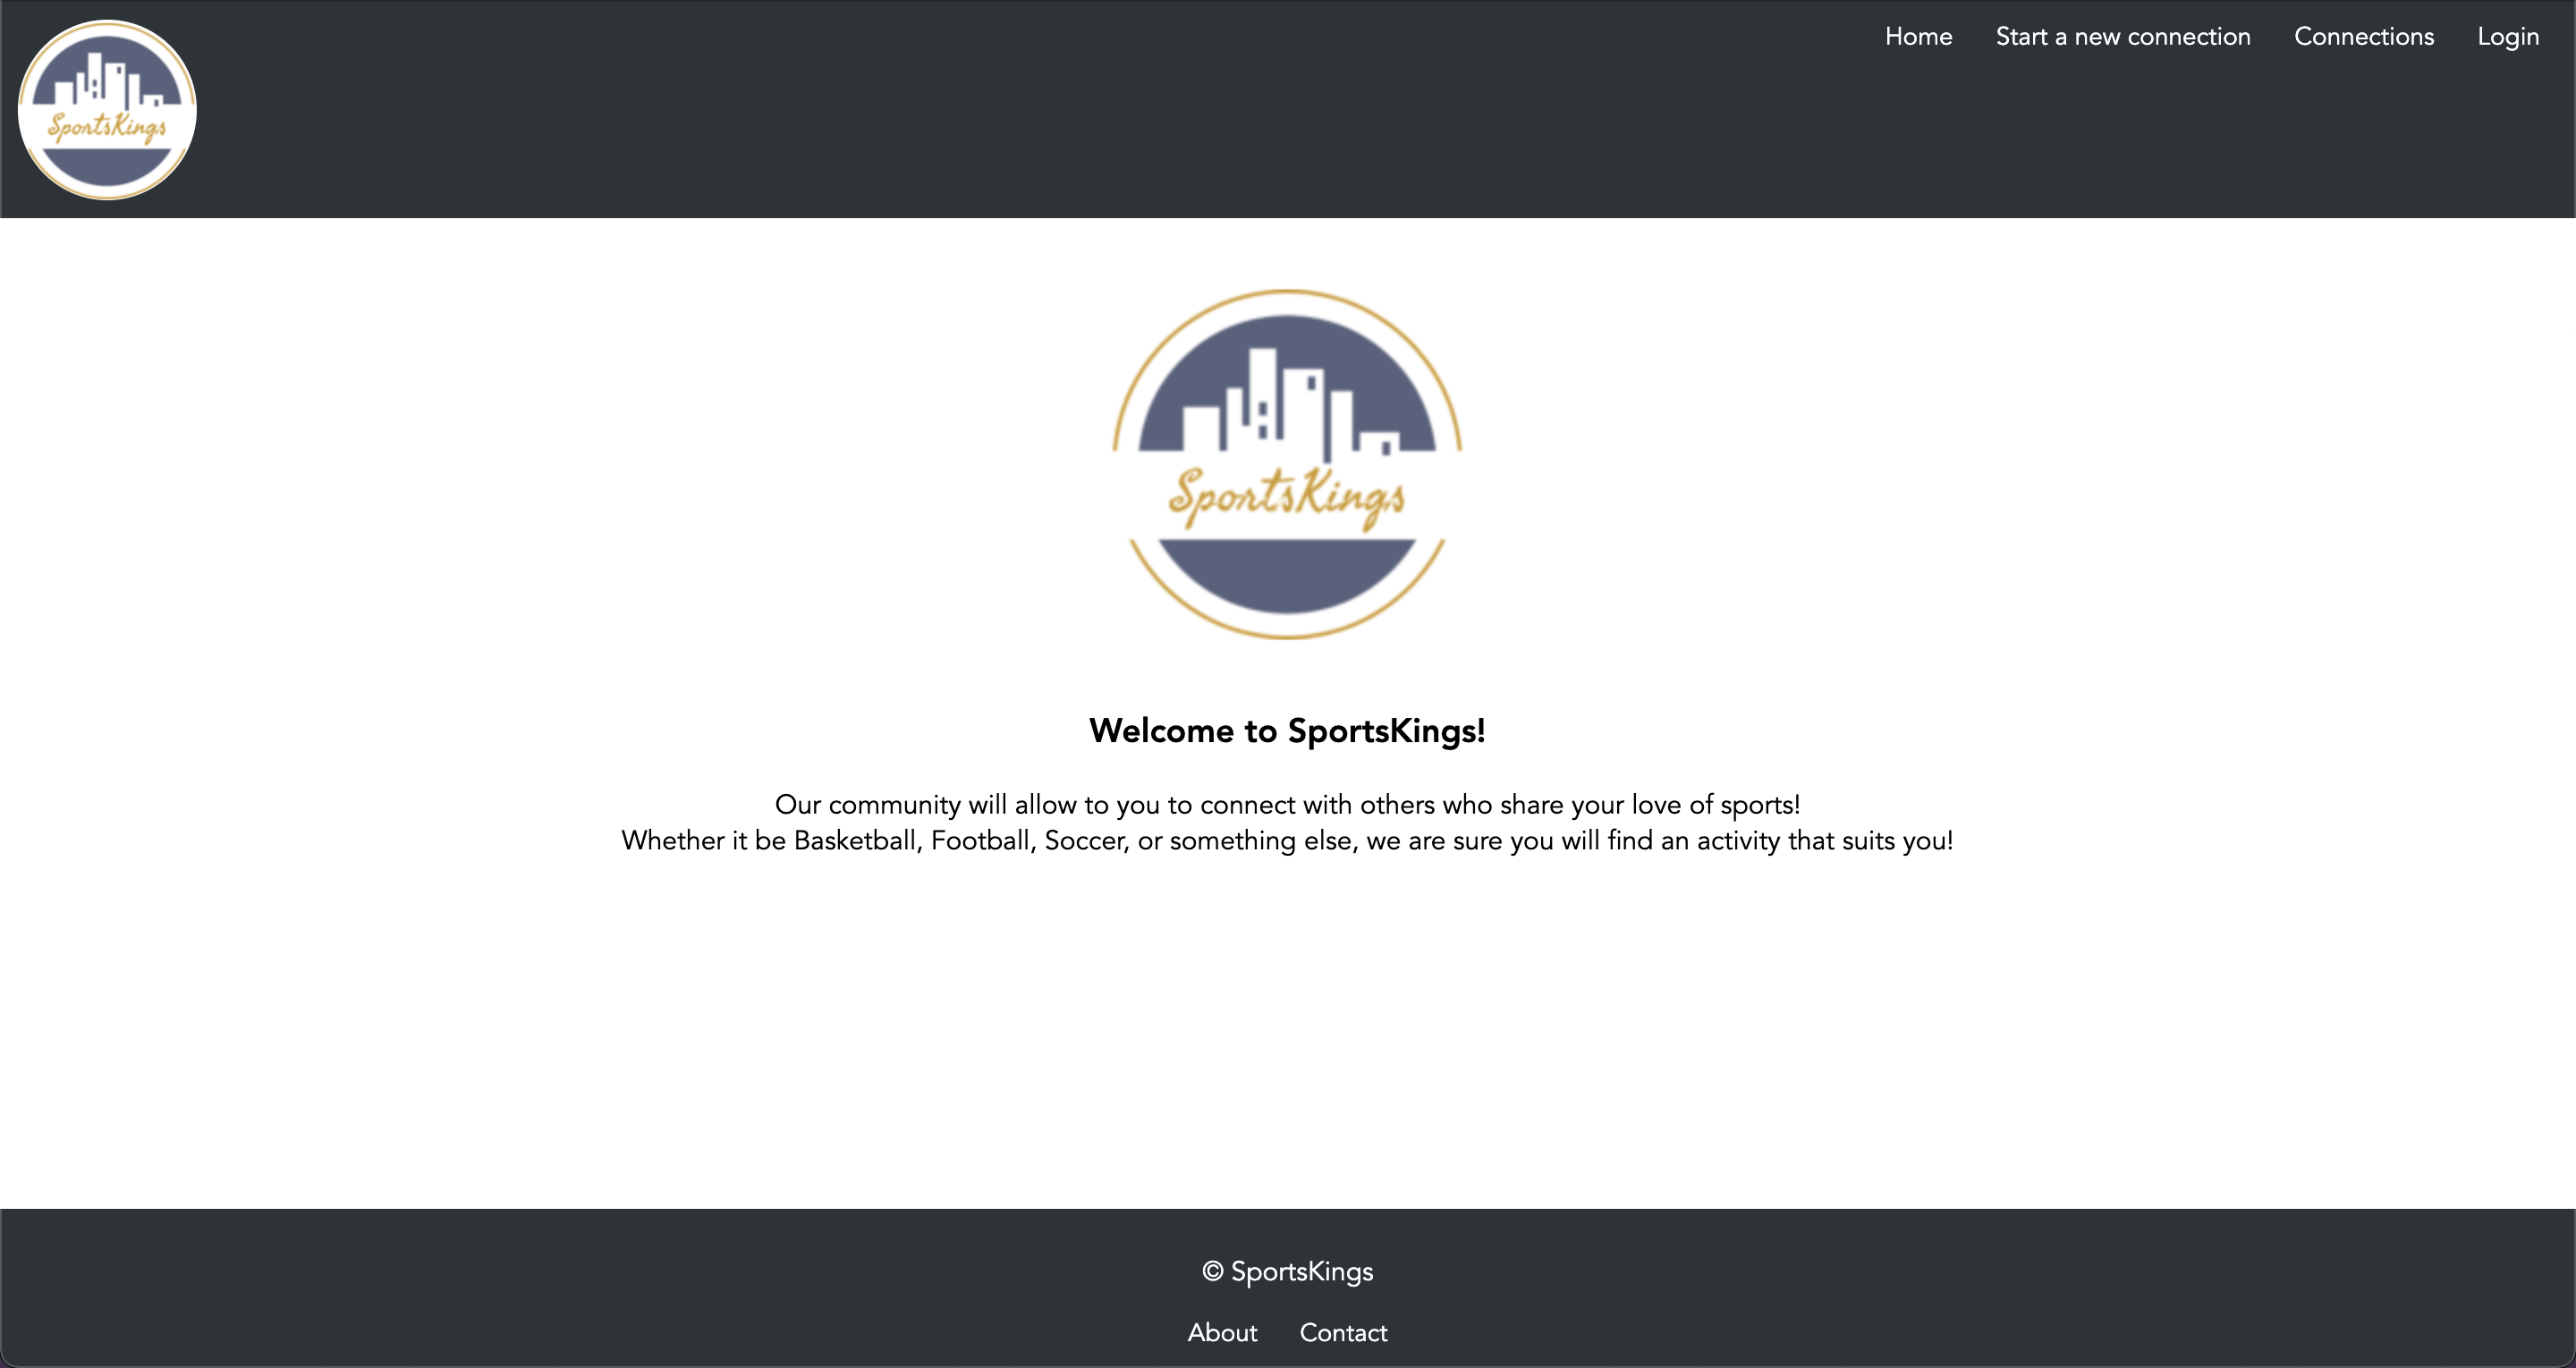 SportsKings
Home Start a new connection Connections Login
SportsKings
Welcome to SportsKings!
Our community will allow to you to connect with others who share your love of sports!
Whether it be Basketball, Football, Soccer, or something else, we are sure you will find an activity that suits you!
© SportsKings
About Contact